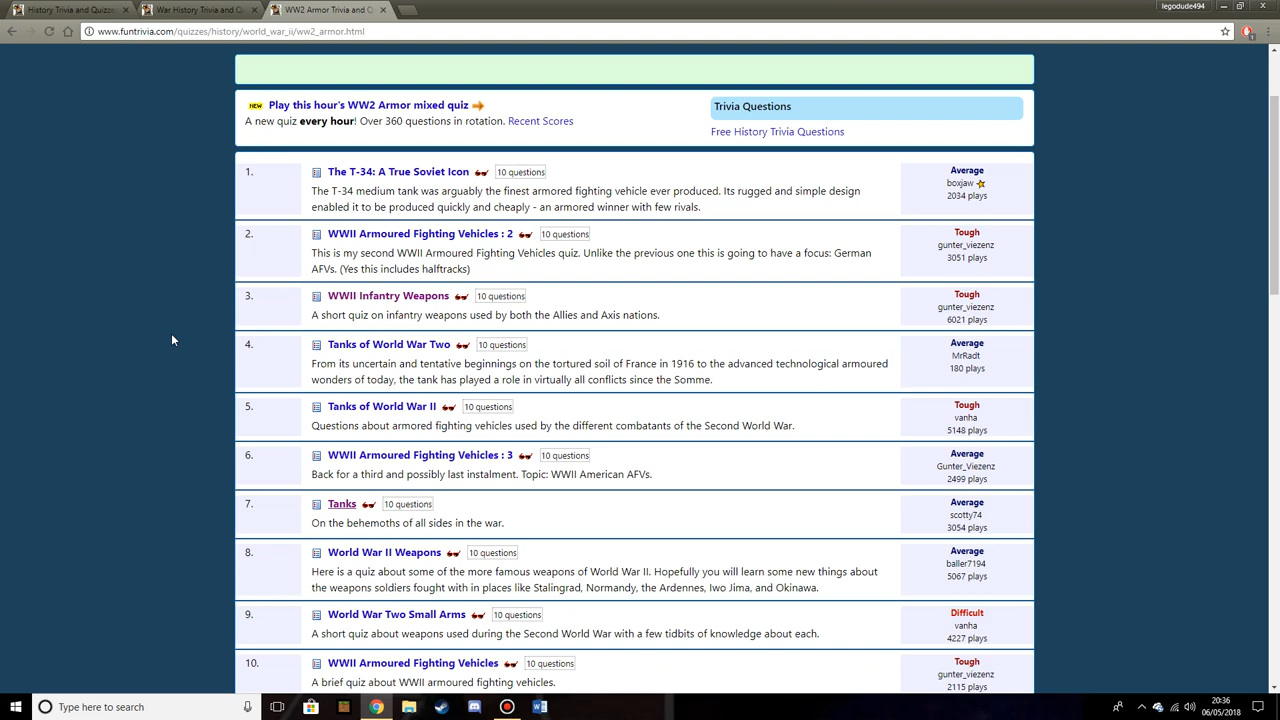 History Trivia and Quizze
War History Trivia and Q
WW2 Armor Trivia and Q
legodude494
www.funtrivia.com/quizzes/history/world_war_ii/ww2_armor.html
NEW Play this hour's WW2 Armor mixed quiz
A new quiz every hour! Over 360 questions in rotation. Recent Scores
Trivia Questions
Free History Trivia Questions
1. The T-34: A True Soviet Icon 10 questions
The T-34 medium tank was arguably the finest armored fighting vehicle ever produced. Its rugged and simple design
enabled it to be produced quickly and cheaply - an armored winner with few rivals.
Average
boxjaw
2034 plays
2. WWII Armoured Fighting Vehicles : 2 10 questions
This is my second WWII Armoured Fighting Vehicles quiz. Unlike the previous one this is going to have a focus: German
AFVs. (Yes this includes halftracks)
Tough
gunter_viezenz
3051 plays
3. WWII Infantry Weapons 10 questions
A short quiz on infantry weapons used by both the Allies and Axis nations.
Tough
gunter_viezenz
6021 plays
4. Tanks of World War Two 10 questions
From its uncertain and tentative beginnings on the tortured soil of France in 1916 to the advanced technological armoured
wonders of today, the tank has played a role in virtually all conflicts since the Somme.
Average
MrRadt
180 plays
5. Tanks of World War II 10 questions
Questions about armored fighting vehicles used by the different combatants of the Second World War.
Tough
vanha
5148 plays
6. WWII Armoured Fighting Vehicles : 3 10 questions
Back for a third and possibly last instalment. Topic: WWII American AFVs.
Average
Gunter_Viezenz
2499 plays
7. Tanks 10 questions
On the behemoths of all sides in the war.
Average
scotty74
3054 plays
8. World War II Weapons 10 questions
Here is a quiz about some of the more famous weapons of World War II. Hopefully you will learn some new things about
the weapons soldiers fought with in places like Stalingrad, Normandy, the Ardennes, Iwo Jima, and Okinawa.
Average
baller7194
5067 plays
9. World War Two Small Arms 10 questions
A short quiz about weapons used during the Second World War with a few tidbits of knowledge about each.
Difficult
vanha
4227 plays
10. WWII Armoured Fighting Vehicles 10 questions
A brief quiz about WWII armoured fighting vehicles.
Tough
gunter_viezenz
2115 plays
Type here to search
20:36
06/05/2018